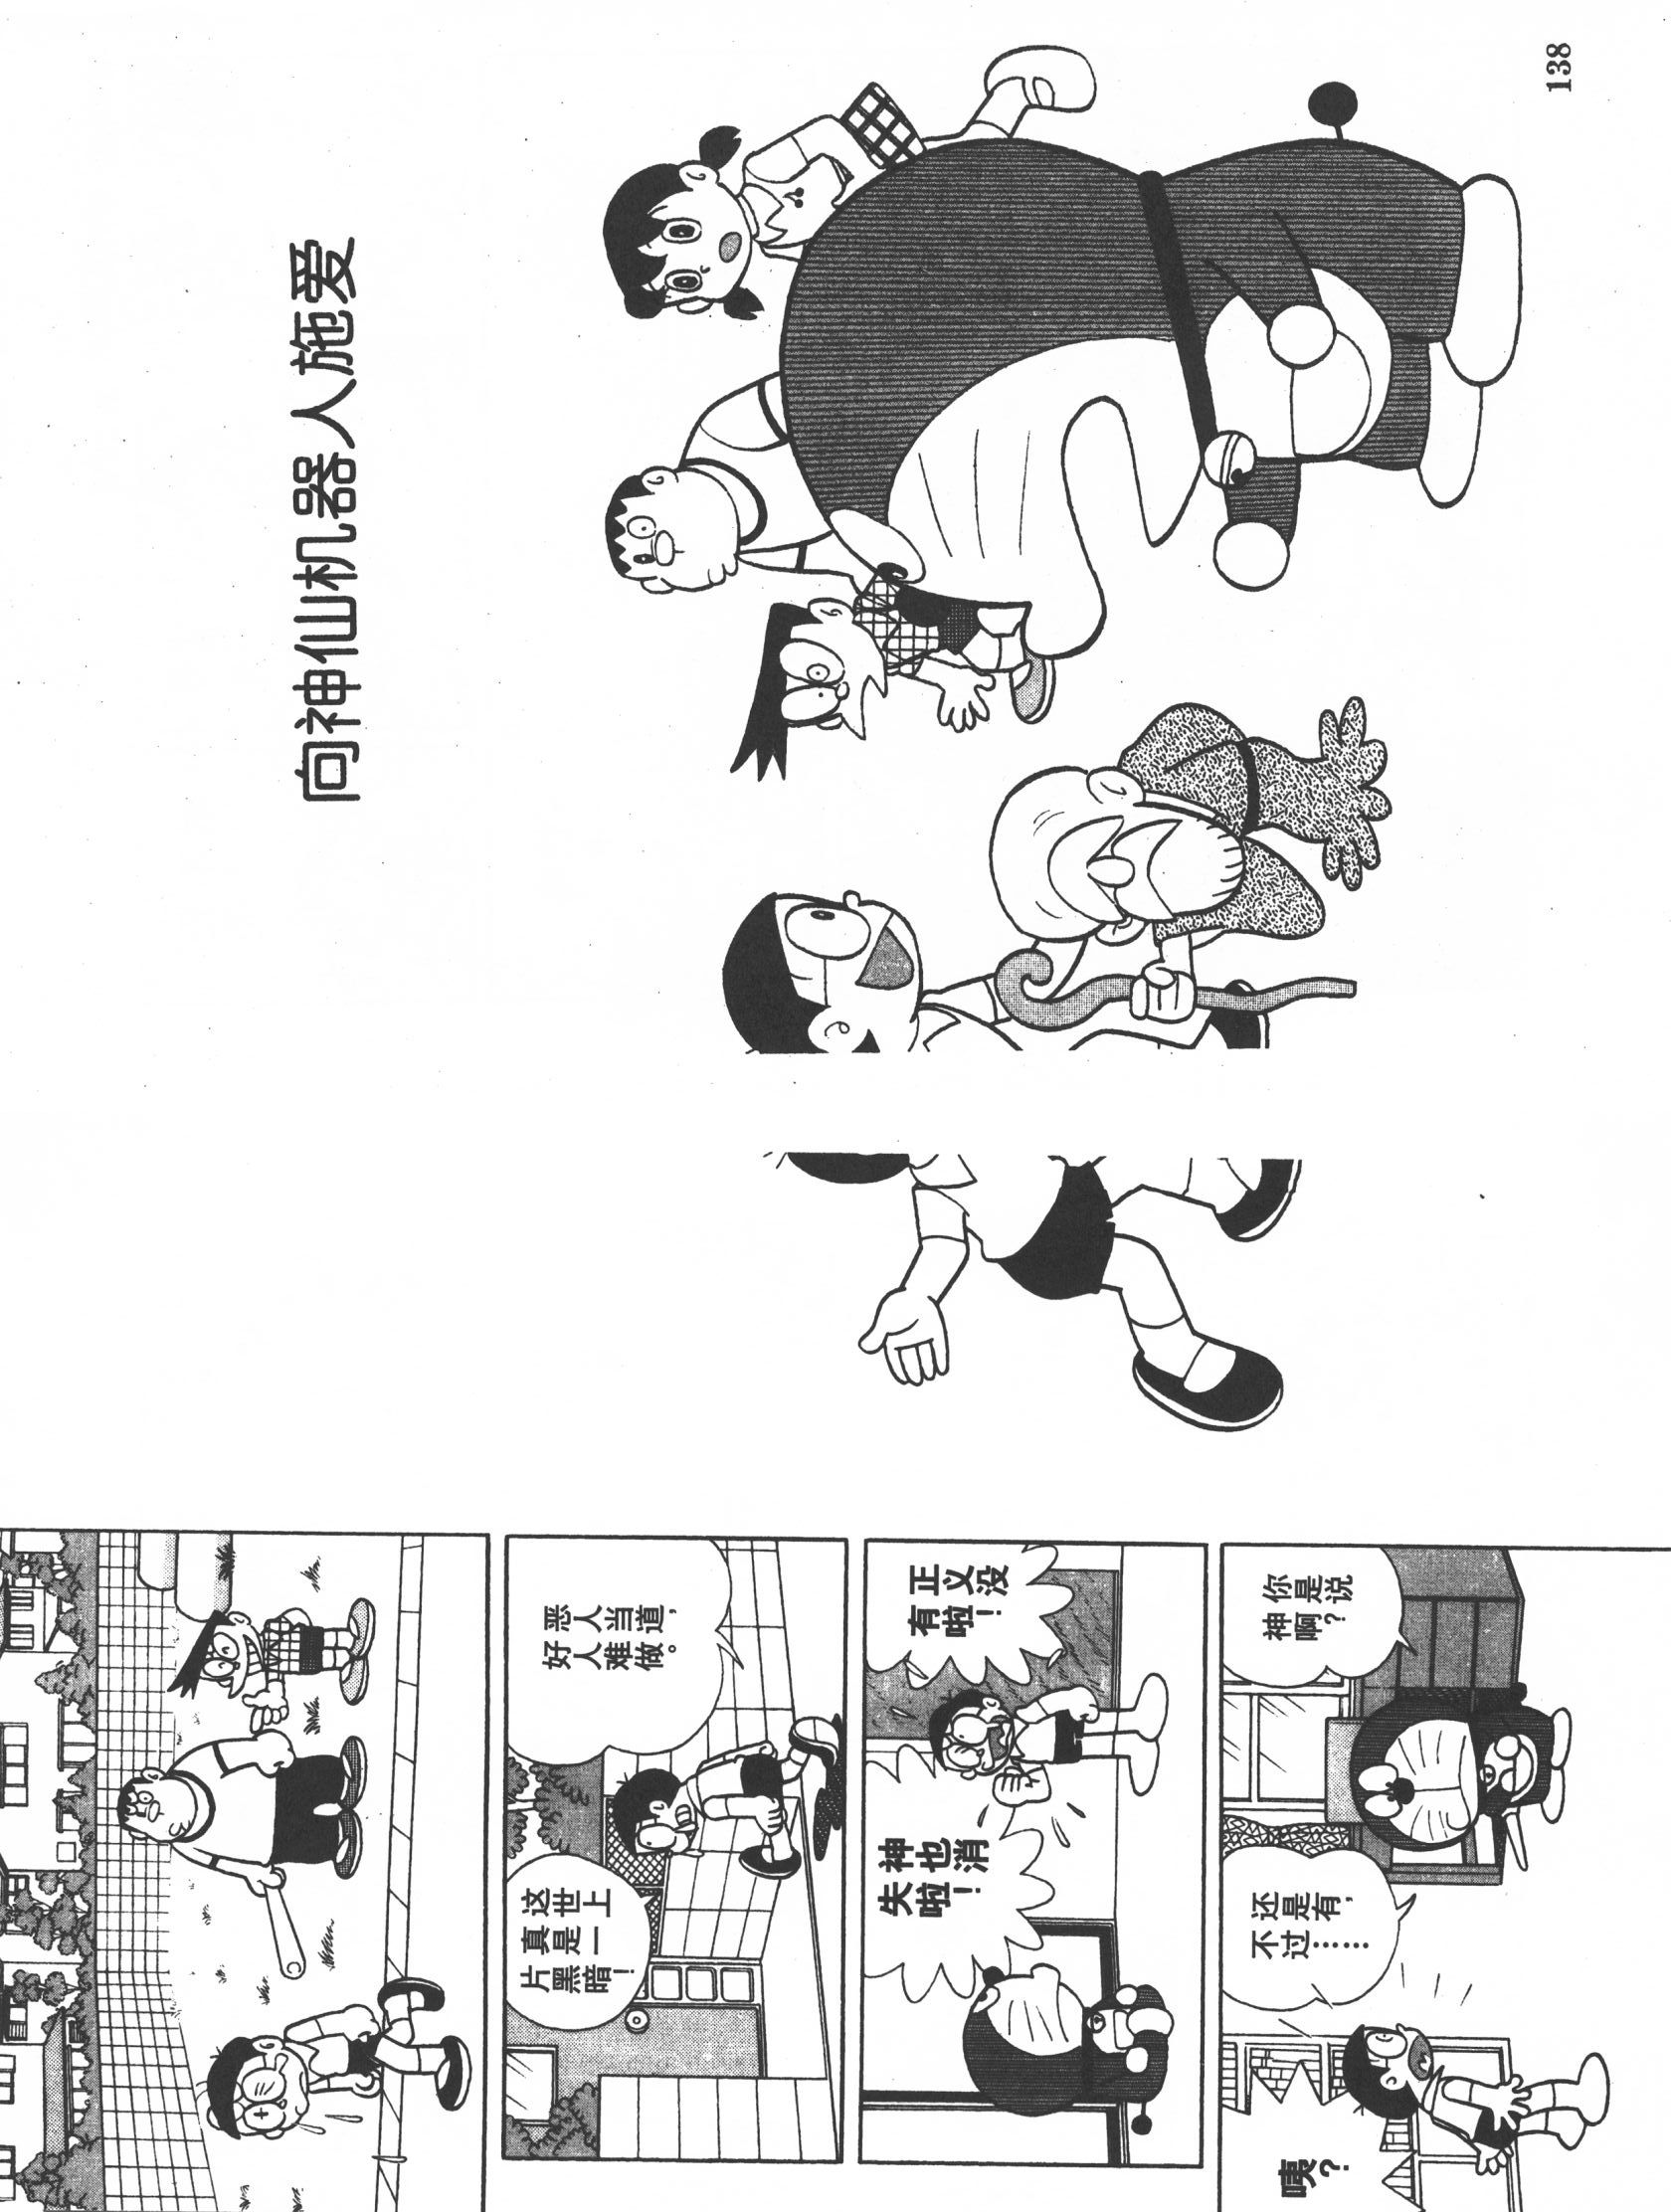 向神仙机器人施爱
138
恶人当道，
好人难做。
这世上
真是一
片黑暗！
正义没
有啦！
神也消
失啦！
你是说
神啊？
还是有，
不过……
咦？